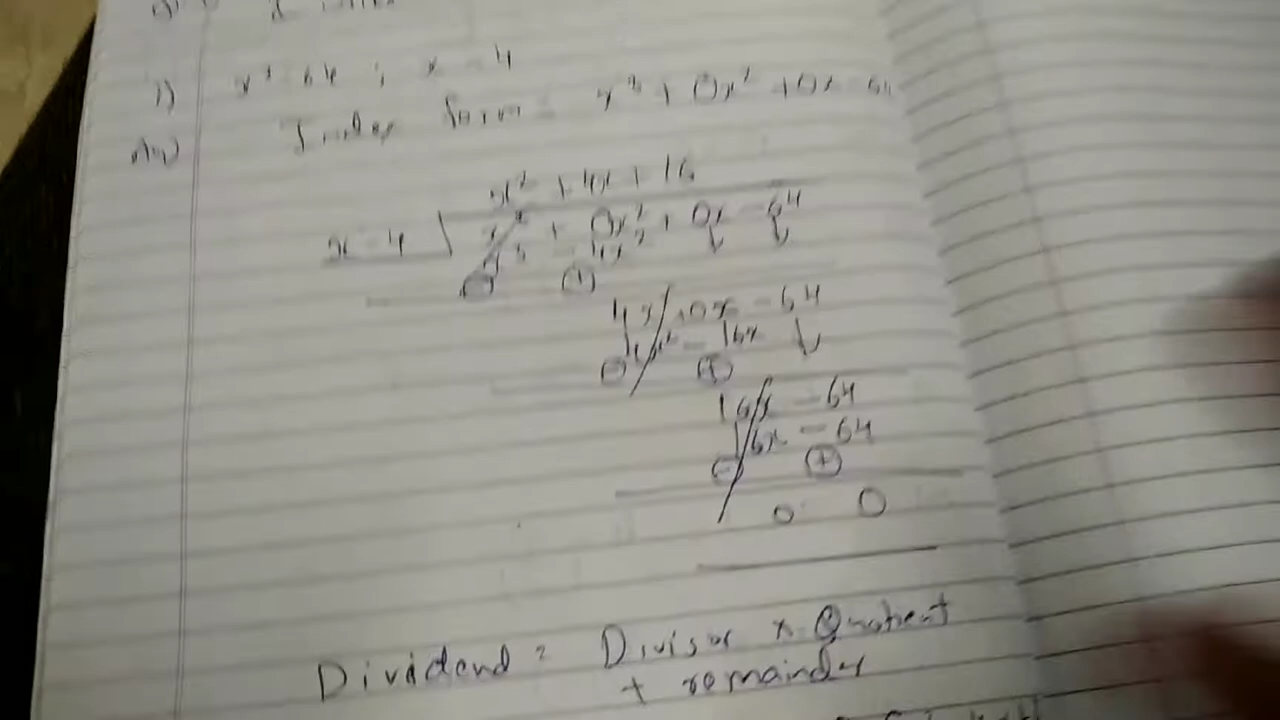 i) x³ - 64 ; x - 4
Ans) Index form = x³ + 0x² + 0x - 64
x² + 4x + 16
x - 4 x³ + 0x² + 0x - 64
x³ - 4x²
(-) (+)
4x² + 0x - 64
4x² - 16x
(-) (+)
16x - 64
16x - 64
(-) (+)
0 0
Dividend = Divisor × Quotient
+ remainder